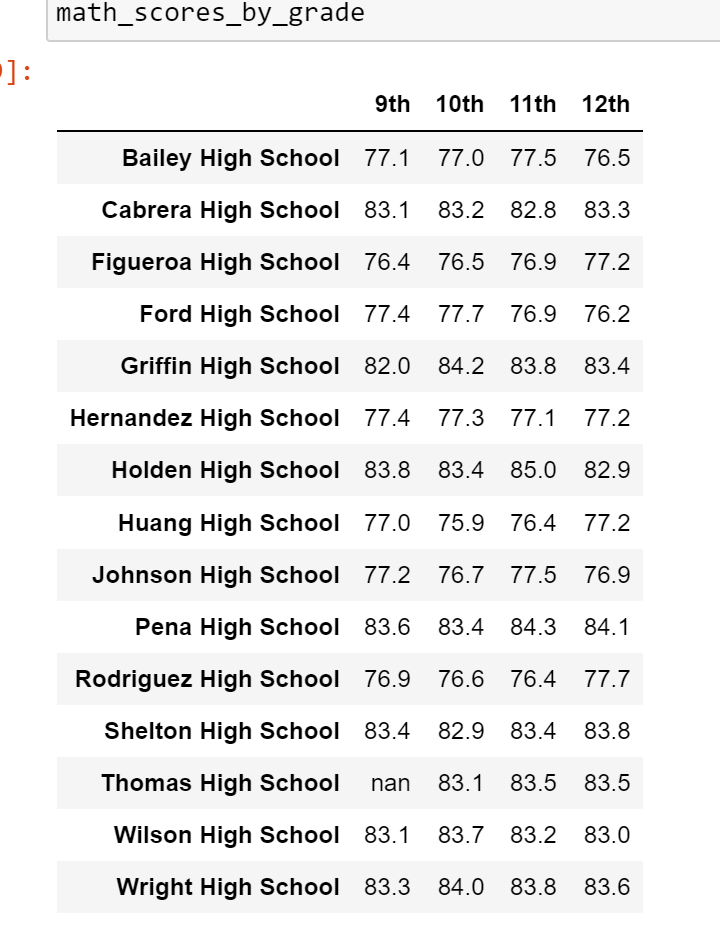 math_scores_by_grade
]:
9th 10th 11th 12th
Bailey High School 77.1 77.0 77.5 76.5
Cabrera High School 83.1 83.2 82.8 83.3
Figueroa High School 76.4 76.5 76.9 77.2
Ford High School 77.4 77.7 76.9 76.2
Griffin High School 82.0 84.2 83.8 83.4
Hernandez High School 77.4 77.3 77.1 77.2
Holden High School 83.8 83.4 85.0 82.9
Huang High School 77.0 75.9 76.4 77.2
Johnson High School 77.2 76.7 77.5 76.9
Pena High School 83.6 83.4 84.3 84.1
Rodriguez High School 76.9 76.6 76.4 77.7
Shelton High School 83.4 82.9 83.4 83.8
Thomas High School nan 83.1 83.5 83.5
Wilson High School 83.1 83.7 83.2 83.0
Wright High School 83.3 84.0 83.8 83.6